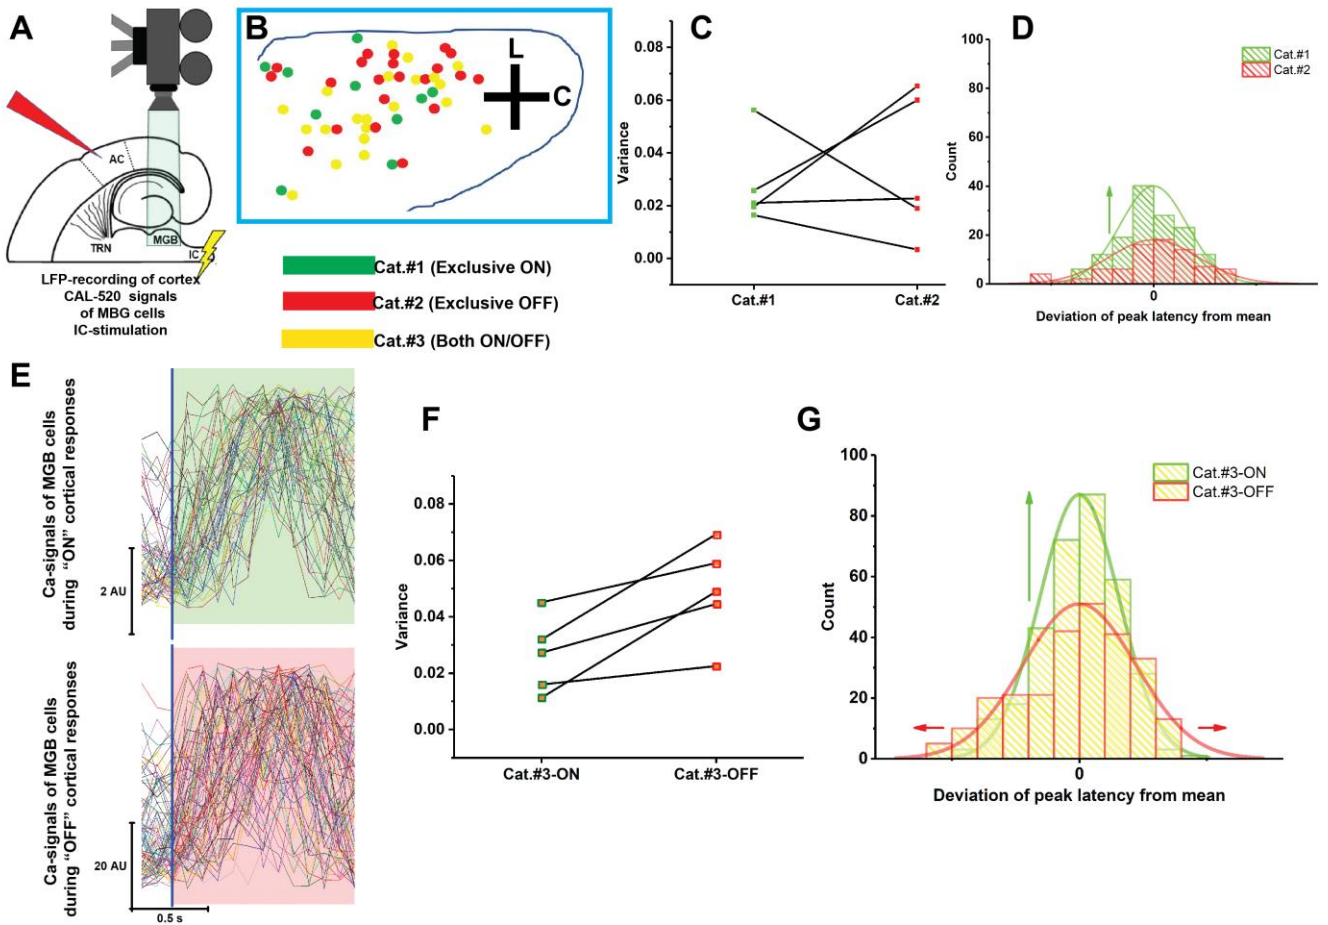 A
AC
TRN
MGB
IC
LFP-recording of cortex
CAL-520 signals
of MBG cells
IC-stimulation
B
L
C
Cat.#1 (Exclusive ON)
Cat.#2 (Exclusive OFF)
Cat.#3 (Both ON/OFF)
C
Variance
0.08
0.06
0.04
0.02
0.00
Cat.#1
Cat.#2
D
Count
100
80
60
40
20
0
0
Deviation of peak latency from mean
Cat.#1
Cat.#2
E
Ca-signals of MGB cells
during “ON” cortical responses
2 AU
Ca-signals of MGB cells
during “OFF” cortical responses
20 AU
0.5 s
F
Variance
0.08
0.06
0.04
0.02
0.00
Cat.#3-ON
Cat.#3-OFF
G
Count
100
80
60
40
20
0
0
Deviation of peak latency from mean
Cat.#3-ON
Cat.#3-OFF